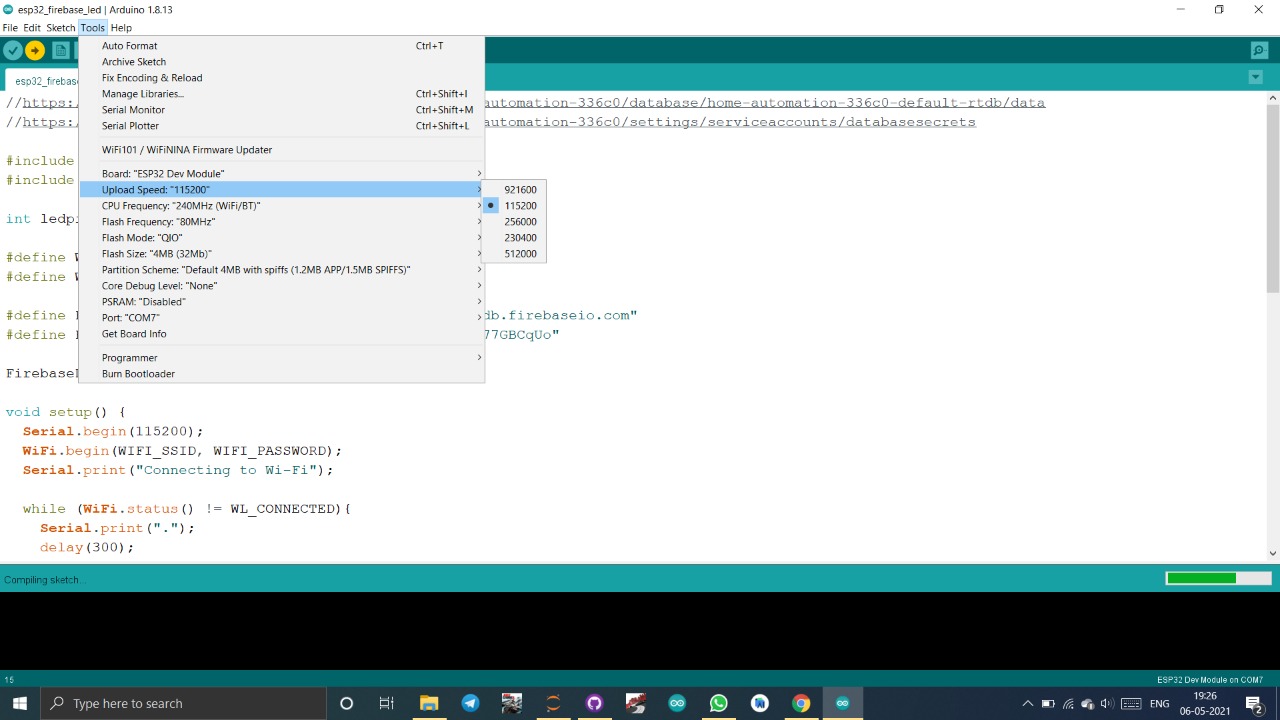 esp32_firebase_led | Arduino 1.8.13
File Edit Sketch Tools Help
esp32_firebas
Auto Format Ctrl+T
Archive Sketch
Fix Encoding & Reload
Manage Libraries... Ctrl+Shift+I
Serial Monitor Ctrl+Shift+M
Serial Plotter Ctrl+Shift+L
WiFi101 / WiFiNINA Firmware Updater
Board: "ESP32 Dev Module"
Upload Speed: "115200"
CPU Frequency: "240MHz (WiFi/BT)"
Flash Frequency: "80MHz"
Flash Mode: "QIO"
Flash Size: "4MB (32Mb)"
Partition Scheme: "Default 4MB with spiffs (1.2MB APP/1.5MB SPIFFS)"
Core Debug Level: "None"
PSRAM: "Disabled"
Port: "COM7"
Get Board Info
Programmer
Burn Bootloader
921600
115200
256000
230400
512000
//https: automation-336c0/database/home-automation-336c0-default-rtdb/data
//https: automation-336c0/settings/serviceaccounts/databasesecrets
#include
#include
int ledp
#define
#define
#define db.firebaseio.com"
#define 77GBCqUo"
Firebase
void setup() {
Serial.begin(115200);
WiFi.begin(WIFI_SSID, WIFI_PASSWORD);
Serial.print("Connecting to Wi-Fi");
while (WiFi.status() != WL_CONNECTED){
Serial.print(".");
delay(300);
Compiling sketch...
15 ESP32 Dev Module on COM7
Type here to search
ENG
19:26
06-05-2021
2